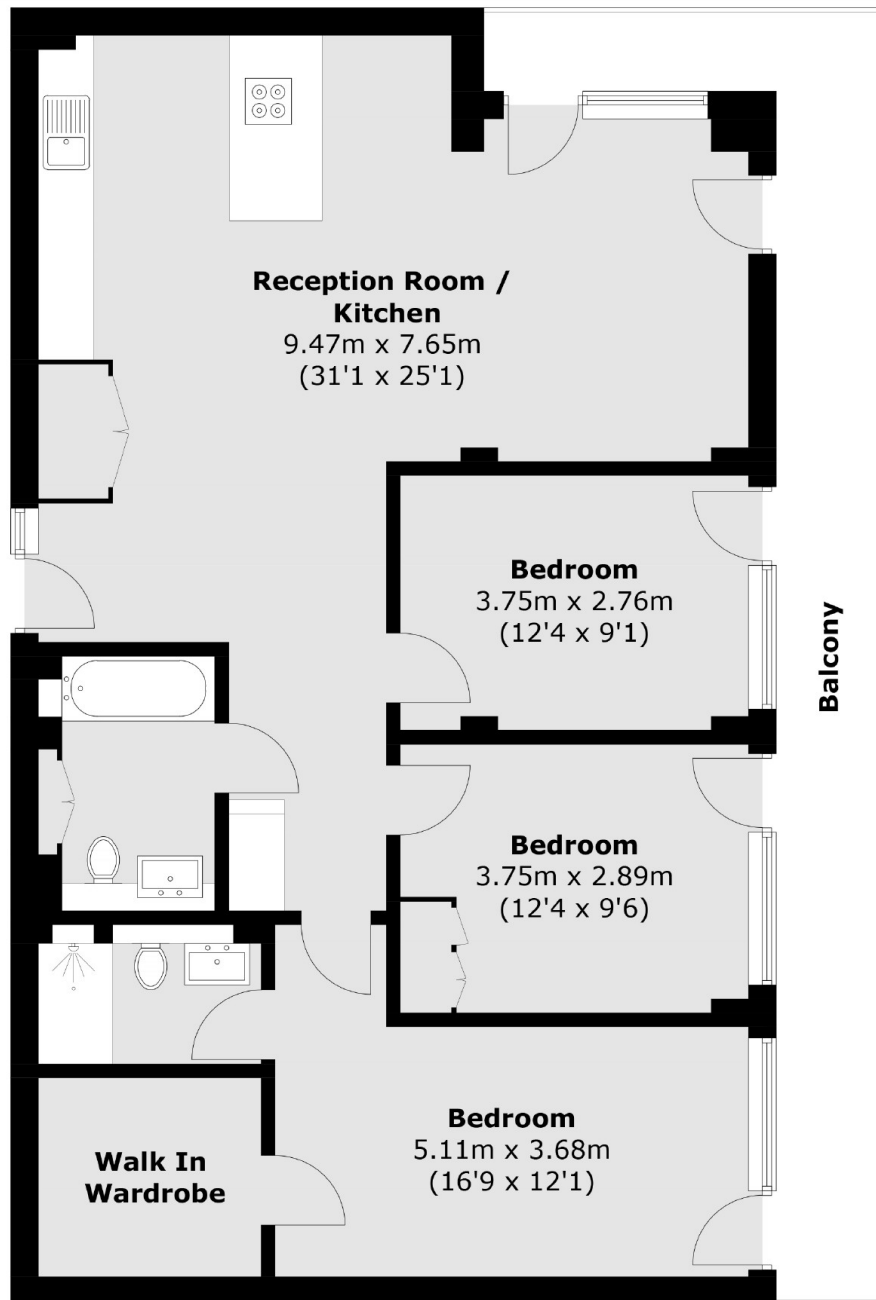 Reception Room /
Kitchen
9.47m x 7.65m
(31'1 x 25'1)
Bedroom
3.75m x 2.76m
(12'4 x 9'1)
Balcony
Bedroom
3.75m x 2.89m
(12'4 x 9'6)
Bedroom
5.11m x 3.68m
(16'9 x 12'1)
Walk In
Wardrobe